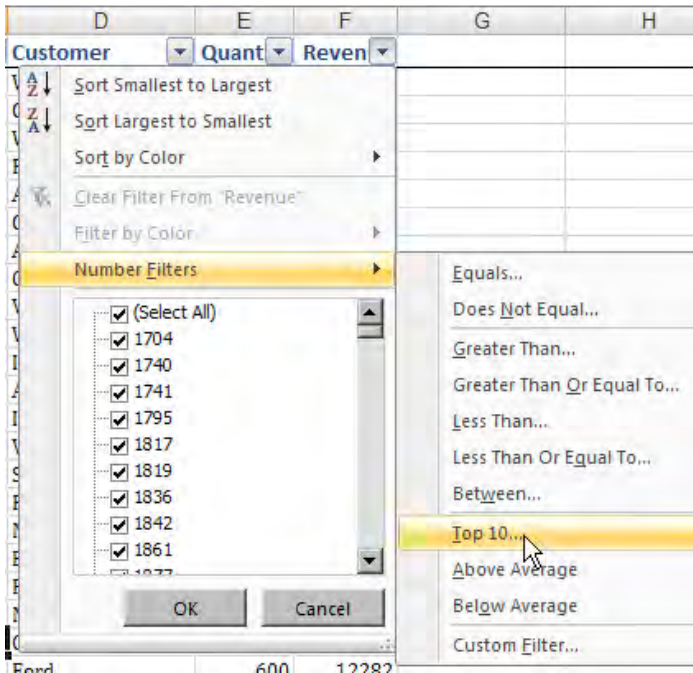 D E F G H
Customer Quant Reven
Sort Smallest to Largest
Sort Largest to Smallest
Sort by Color
Clear Filter From "Revenue"
Filter by Color
Number Filters
(Select All)
1704
1740
1741
1795
1817
1819
1836
1842
1861
1877
OK Cancel
Equals...
Does Not Equal...
Greater Than...
Greater Than Or Equal To...
Less Than...
Less Than Or Equal To...
Between...
Top 10...
Above Average
Below Average
Custom Filter...
Ford 600 12282